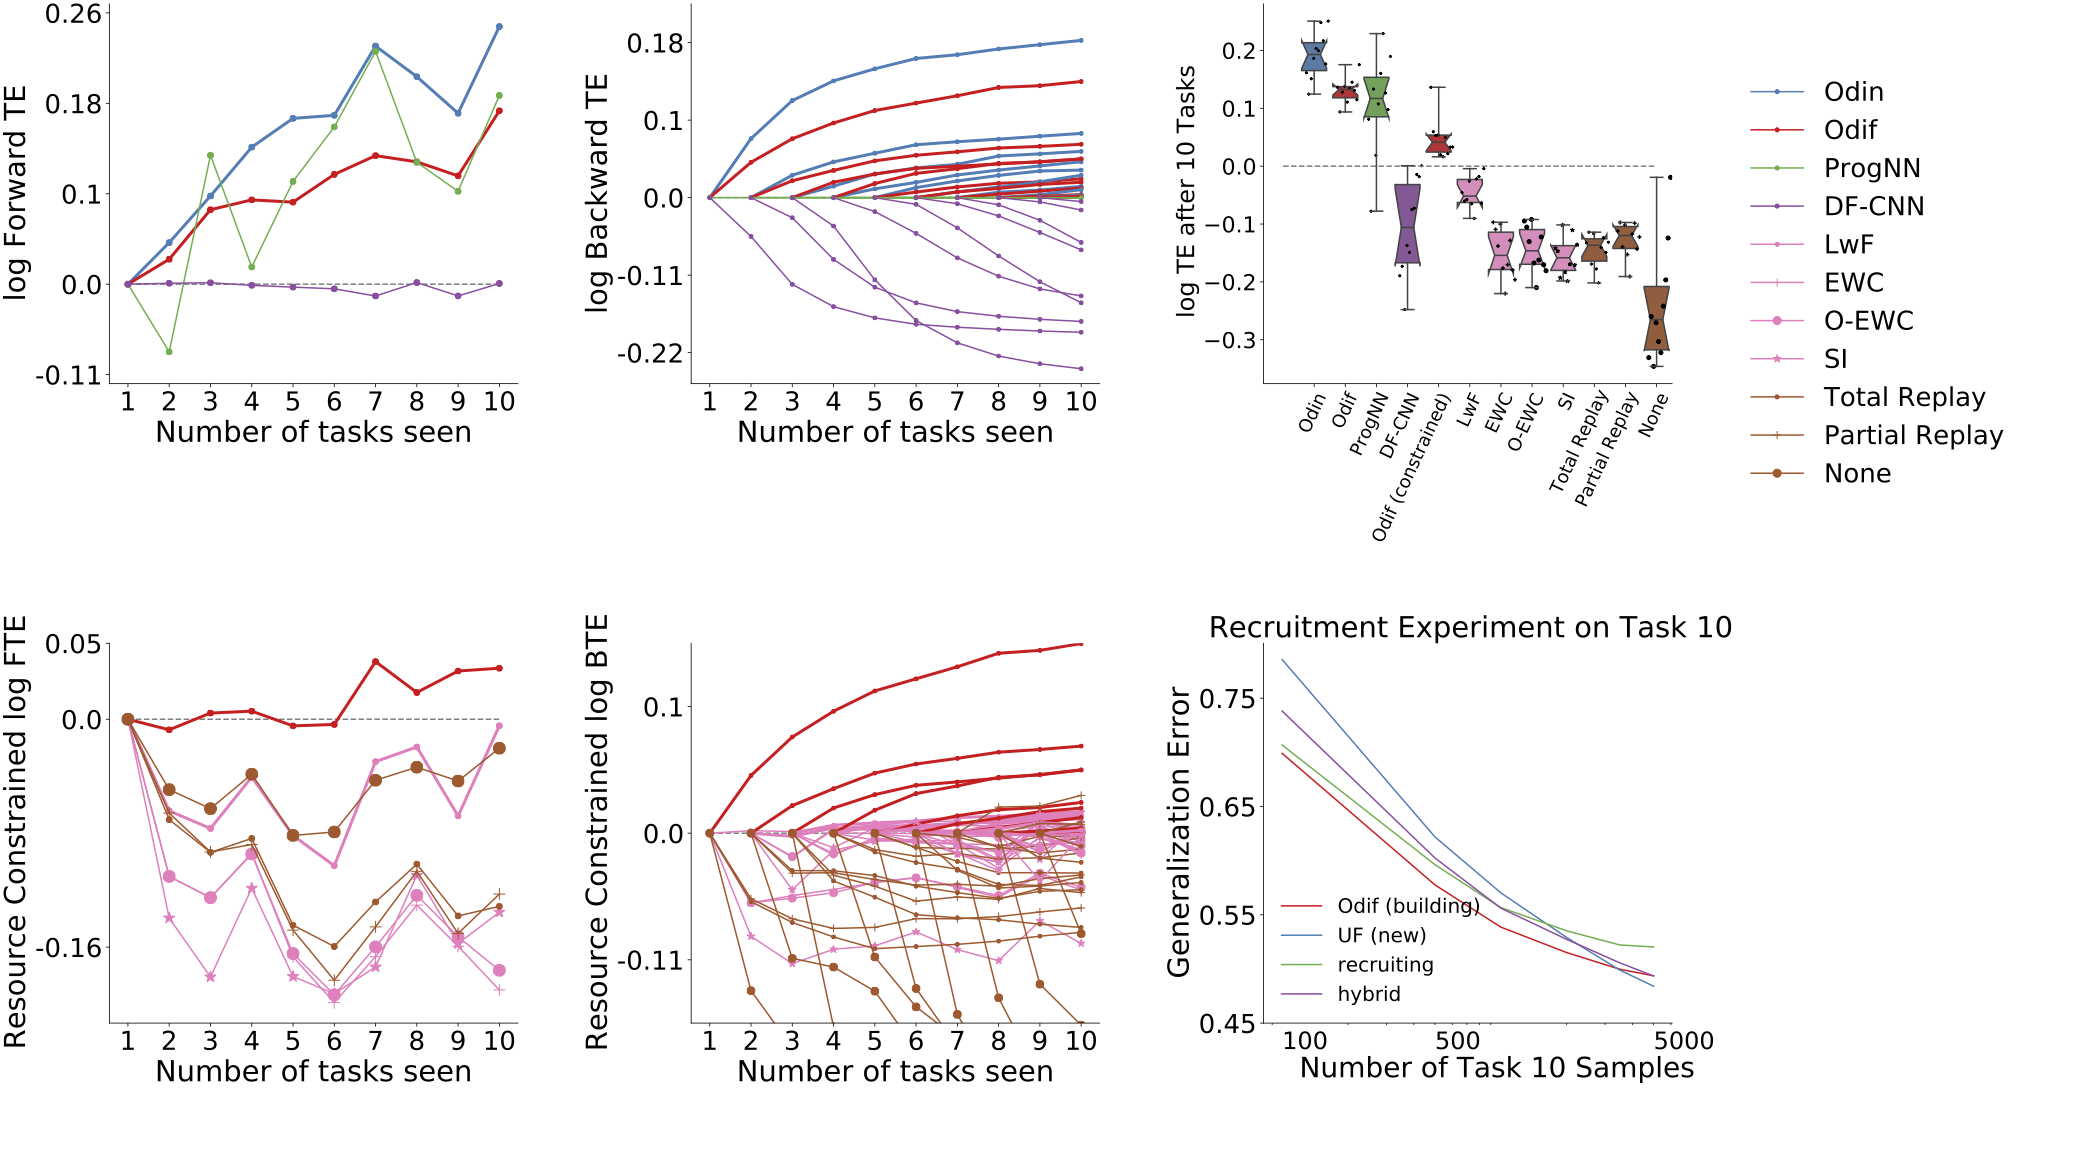 log Forward TE
0.26
0.18
0.1
0.0
-0.11
1 2 3 4 5 6 7 8 9 10
Number of tasks seen
log Backward TE
0.18
0.1
0.0
-0.11
-0.22
1 2 3 4 5 6 7 8 9 10
Number of tasks seen
log TE after 10 Tasks
0.2
0.1
0.0
−0.1
−0.2
−0.3
Odin
Odif
ProgNN
DF-CNN
Odif (constrained)
LwF
EWC
O-EWC
SI
Total Replay
Partial Replay
None
Odin
Odif
ProgNN
DF-CNN
LwF
EWC
O-EWC
SI
Total Replay
Partial Replay
None
Resource Constrained log FTE
0.05
0.0
-0.16
1 2 3 4 5 6 7 8 9 10
Number of tasks seen
Resource Constrained log BTE
0.1
0.0
-0.11
1 2 3 4 5 6 7 8 9 10
Number of tasks seen
Recruitment Experiment on Task 10
Generalization Error
0.75
0.65
0.55
0.45
Odif (building)
UF (new)
recruiting
hybrid
100 500 5000
Number of Task 10 Samples